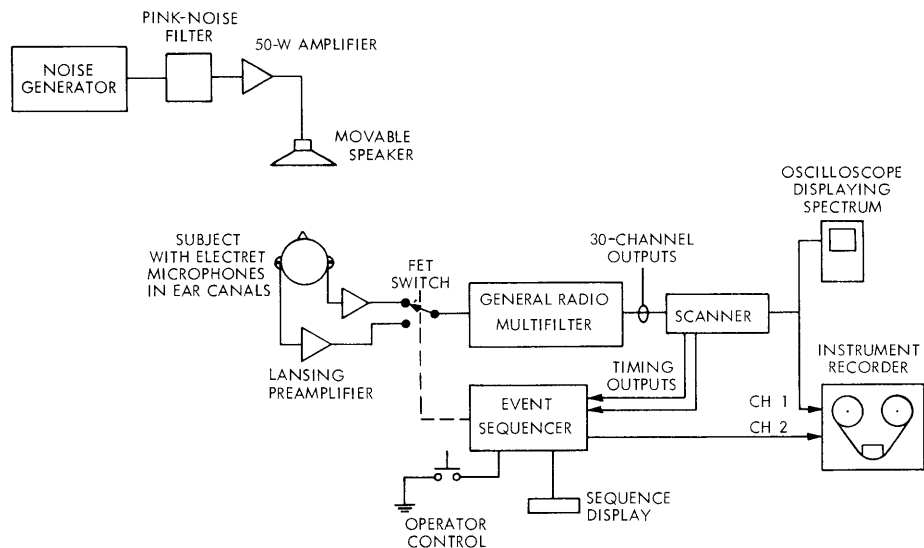 PINK-NOISE
FILTER
50-W AMPLIFIER
NOISE
GENERATOR
MOVABLE
SPEAKER
OSCILLOSCOPE
DISPLAYING
SPECTRUM
SUBJECT
WITH ELECTRET
MICROPHONES
IN EAR CANALS
FET
SWITCH
30-CHANNEL
OUTPUTS
GENERAL RADIO
MULTIFILTER
SCANNER
LANSING
PREAMPLIFIER
TIMING
OUTPUTS
INSTRUMENT
RECORDER
EVENT
SEQUENCER
CH 1
CH 2
OPERATOR
CONTROL
SEQUENCE
DISPLAY